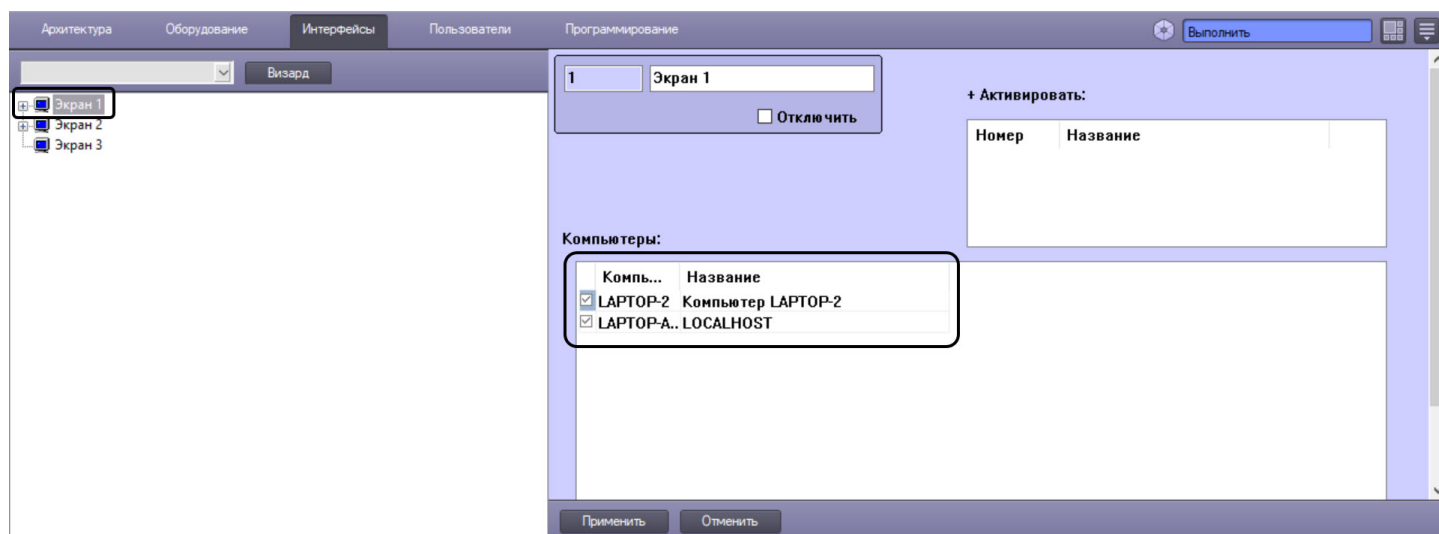 Архитектура Оборудование Интерфейсы Пользователи Программирование Выполнить
Визард
Экран 1
Экран 2
Экран 3
1 Экран 1
Отключить
+ Активировать:
Номер Название
Компьютеры:
Компь... Название
LAPTOP-2 Компьютер LAPTOP-2
LAPTOP-A.. LOCALHOST
Применить Отменить